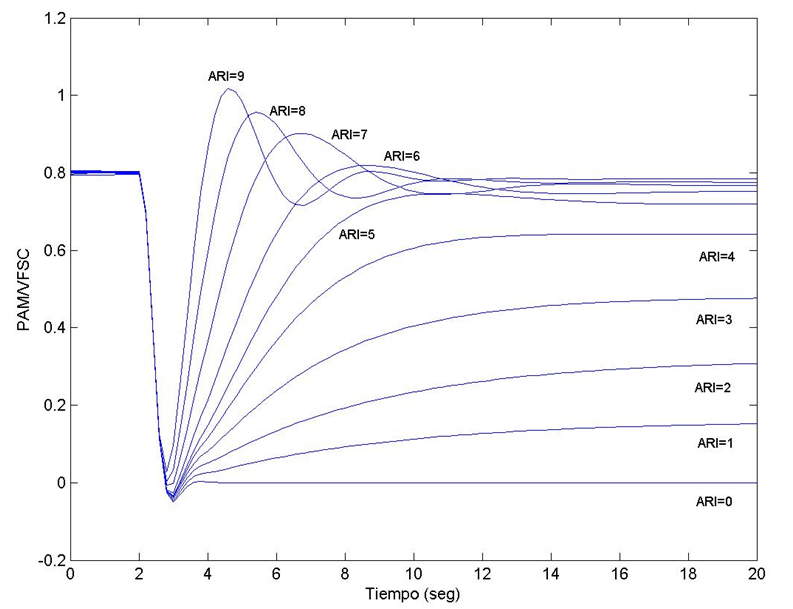 1.2
ARI=9
1
ARI=8
ARI=7
ARI=6
0.8
ARI=5
0.6
ARI=4
PAM/VFSC
0.4
ARI=3
ARI=2
0.2
ARI=1
0
ARI=0
-0.2
0 2 4 6 8 10 12 14 16 18 20
Tiempo (seg)